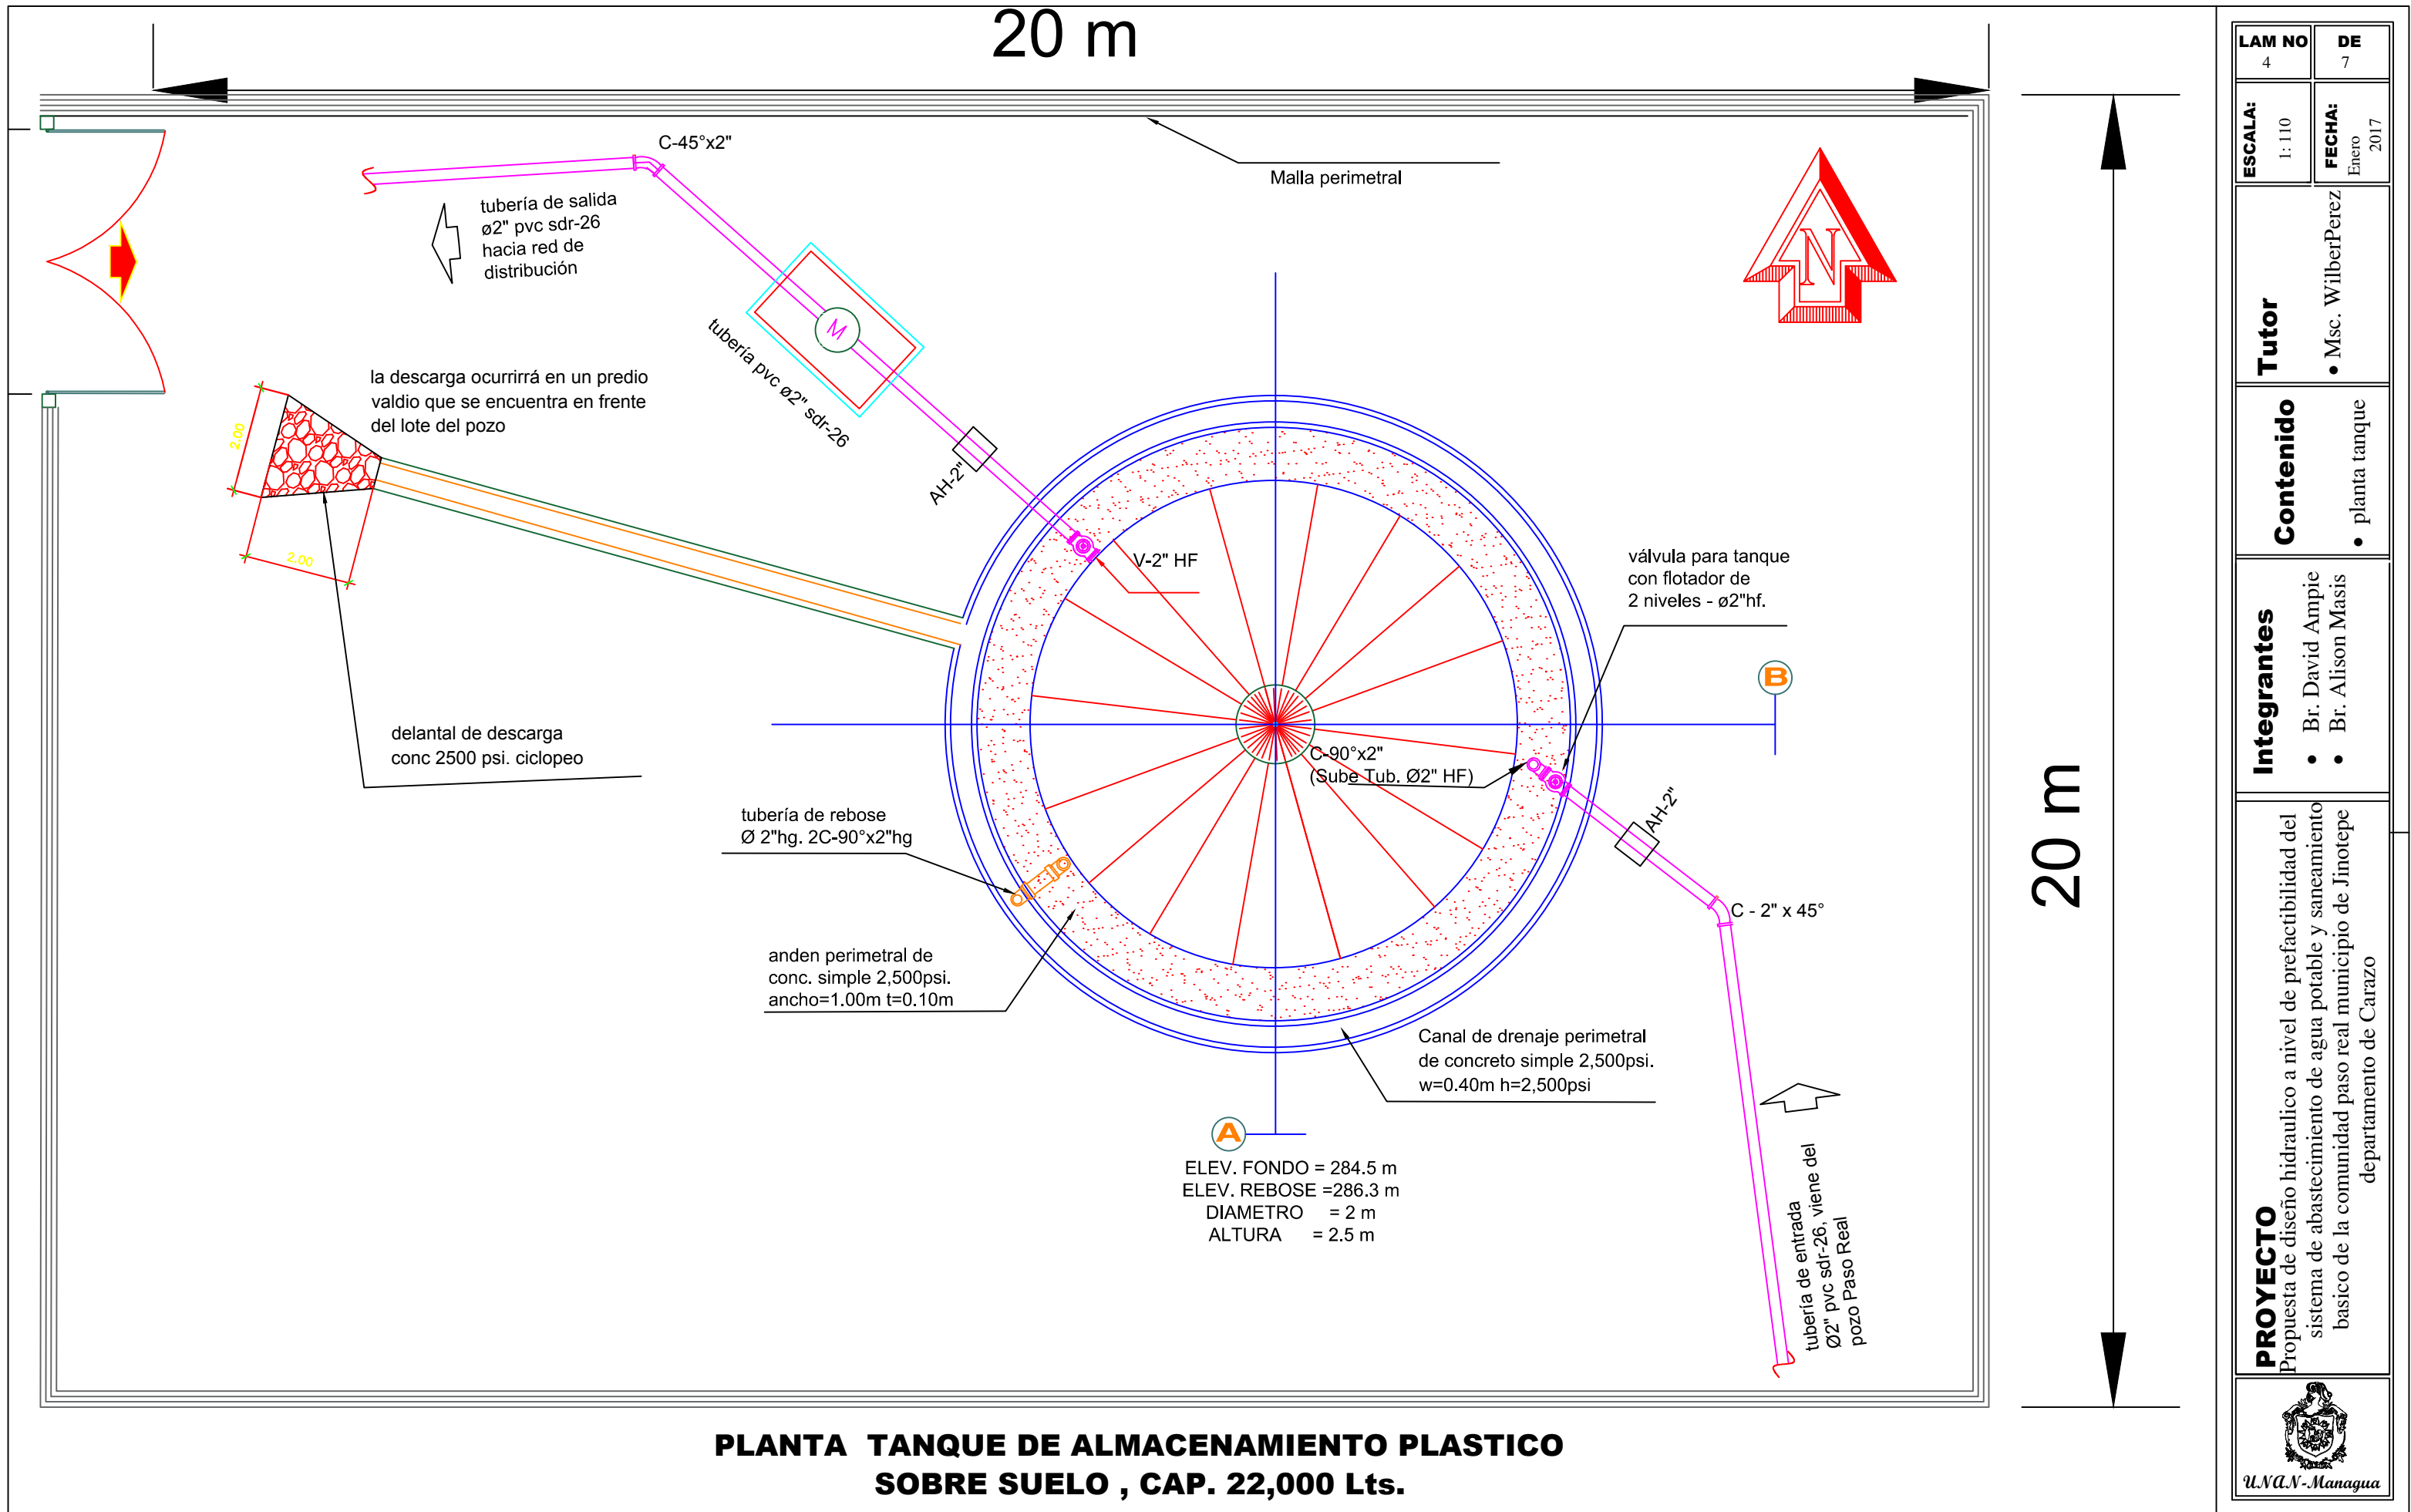 20 m
C-45°x2"
Malla perimetral
tubería de salida
ø2" pvc sdr-26
hacia red de
distribución
N
M
tubería pvc ø2" sdr-26
la descarga ocurrirá en un predio
valdio que se encuentra en frente
del lote del pozo
2.00
2.00
AH-2"
V-2" HF
válvula para tanque
con flotador de
2 niveles - ø2"hf.
B
delantal de descarga
conc 2500 psi. ciclopeo
C-90°x2"
(Sube Tub. Ø2" HF)
AH-2"
tubería de rebose
Ø 2"hg. 2C-90°x2"hg
C - 2" x 45°
20 m
anden perimetral de
conc. simple 2,500psi.
ancho=1.00m t=0.10m
Canal de drenaje perimetral
de concreto simple 2,500psi.
w=0.40m h=2,500psi
A
ELEV. FONDO = 284.5 m
ELEV. REBOSE =286.3 m
DIAMETRO = 2 m
ALTURA = 2.5 m
tubería de entrada
Ø2" pvc sdr-26, viene del
pozo Paso Real
PLANTA TANQUE DE ALMACENAMIENTO PLASTICO
SOBRE SUELO , CAP. 22,000 Lts.
LAM NO
4
DE
7
ESCALA:
1: 110
FECHA:
Enero
2017
Tutor
• Msc. WilberPerez
Contenido
• planta tanque
Integrantes
• Br. David Ampie
• Br. Alison Masis
PROYECTO
Propuesta de diseño hidraulico a nivel de prefactibilidad del
sistema de abastecimiento de agua potable y saneamiento
basico de la comunidad paso real municipio de Jinotepe
departamento de Carazo
UNAN-Managua